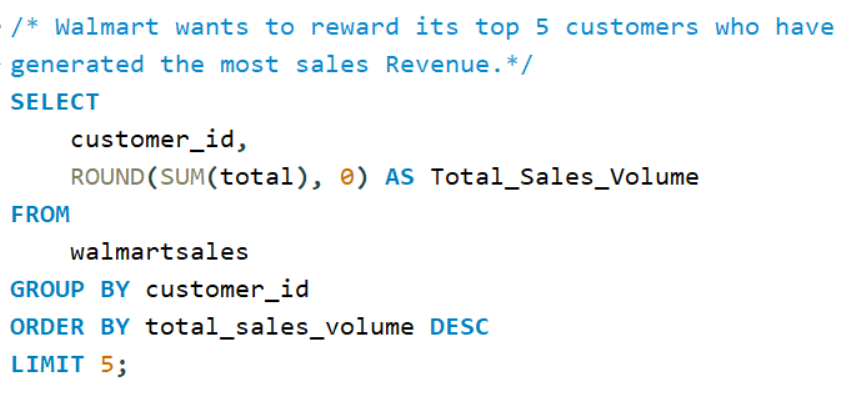 /* Walmart wants to reward its top 5 customers who have
generated the most sales Revenue.*/
SELECT
    customer_id,
    ROUND(SUM(total), 0) AS Total_Sales_Volume
FROM
    walmartsales
GROUP BY customer_id
ORDER BY total_sales_volume DESC
LIMIT 5;